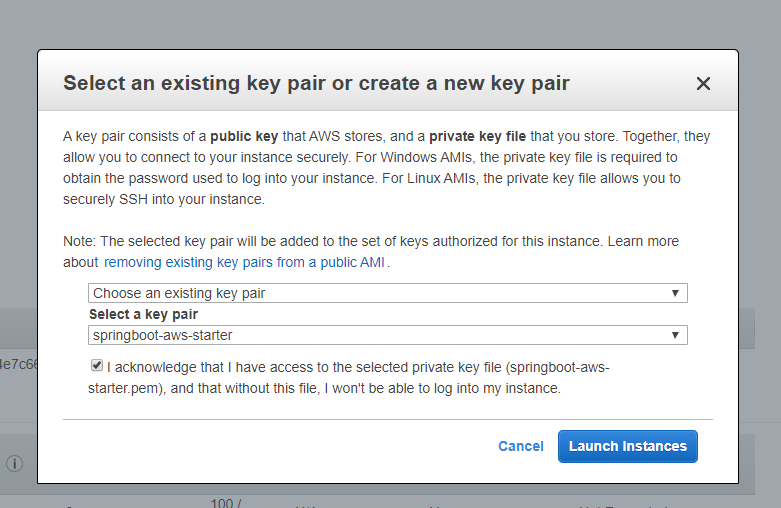 Select an existing key pair or create a new key pair
A key pair consists of a public key that AWS stores, and a private key file that you store. Together, they
allow you to connect to your instance securely. For Windows AMIs, the private key file is required to
obtain the password used to log into your instance. For Linux AMIs, the private key file allows you to
securely SSH into your instance.
Note: The selected key pair will be added to the set of keys authorized for this instance. Learn more
about removing existing key pairs from a public AMI .
Choose an existing key pair
Select a key pair
springboot-aws-starter
I acknowledge that I have access to the selected private key file (springboot-aws-
starter.pem), and that without this file, I won't be able to log into my instance.
Cancel Launch Instances
100 /